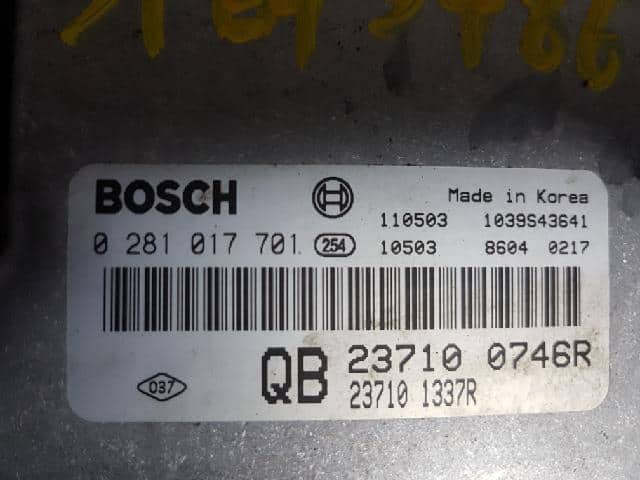 BOSCH
Made in Korea
110503 1039S43641
0 281 017 701 254 10503 8604 0217
QB 23710 0746R
037 23710 1337R